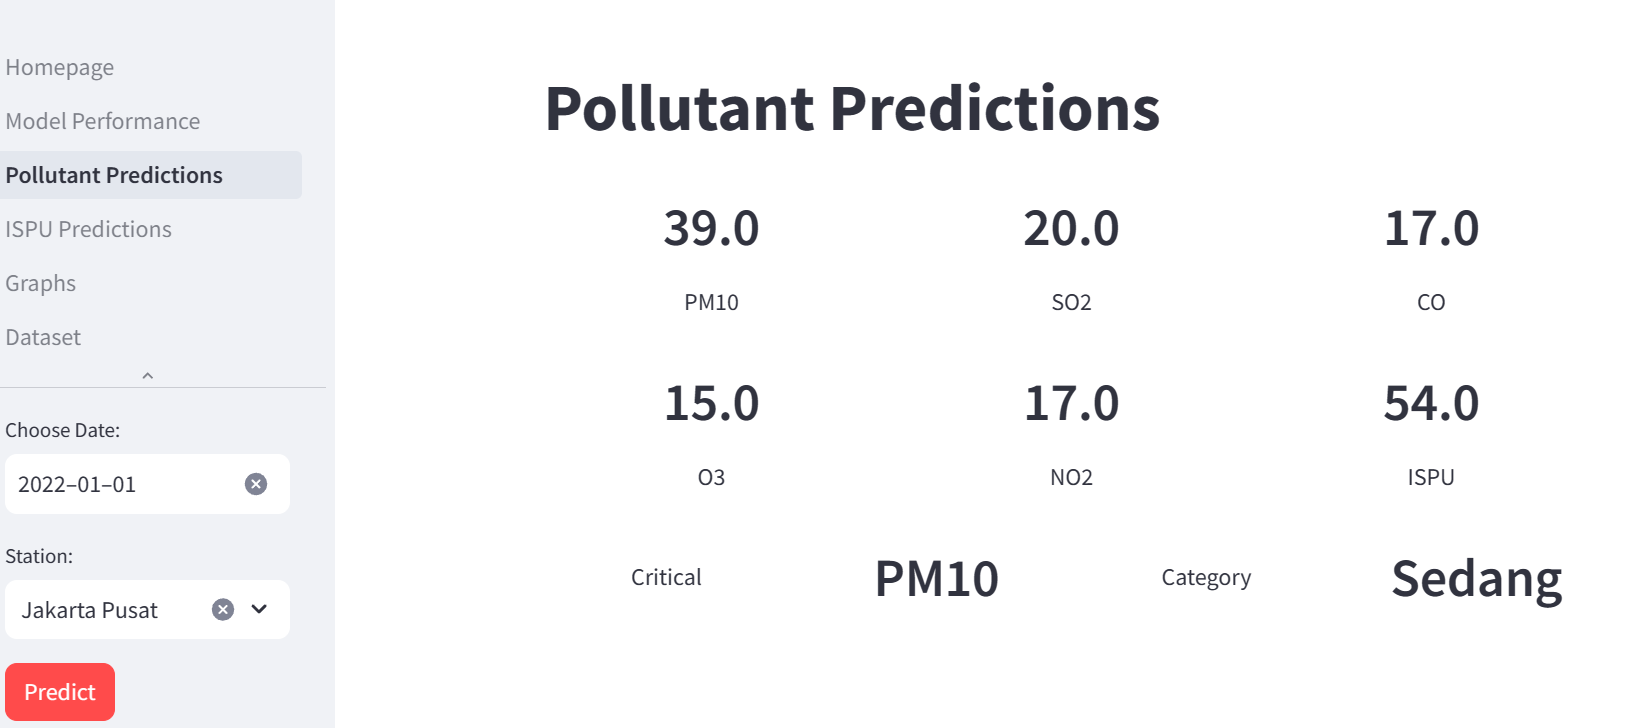 Homepage
Model Performance
Pollutant Predictions
ISPU Predictions
Graphs
Dataset
Choose Date:
2022–01–01
Station:
Jakarta Pusat
Predict
Pollutant Predictions
39.0 20.0 17.0
PM10 SO2 CO
15.0 17.0 54.0
O3 NO2 ISPU
Critical PM10 Category Sedang